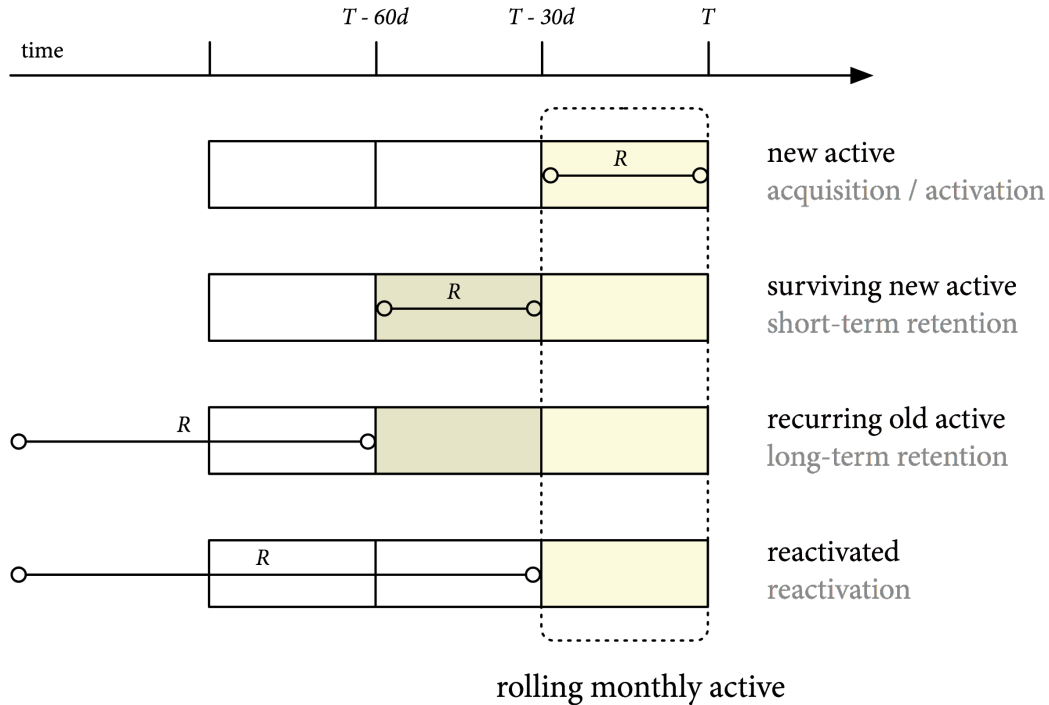 T - 60d
T - 30d
T
time
R
new active
acquisition / activation
R
surviving new active
short-term retention
R
recurring old active
long-term retention
R
reactivated
reactivation
rolling monthly active